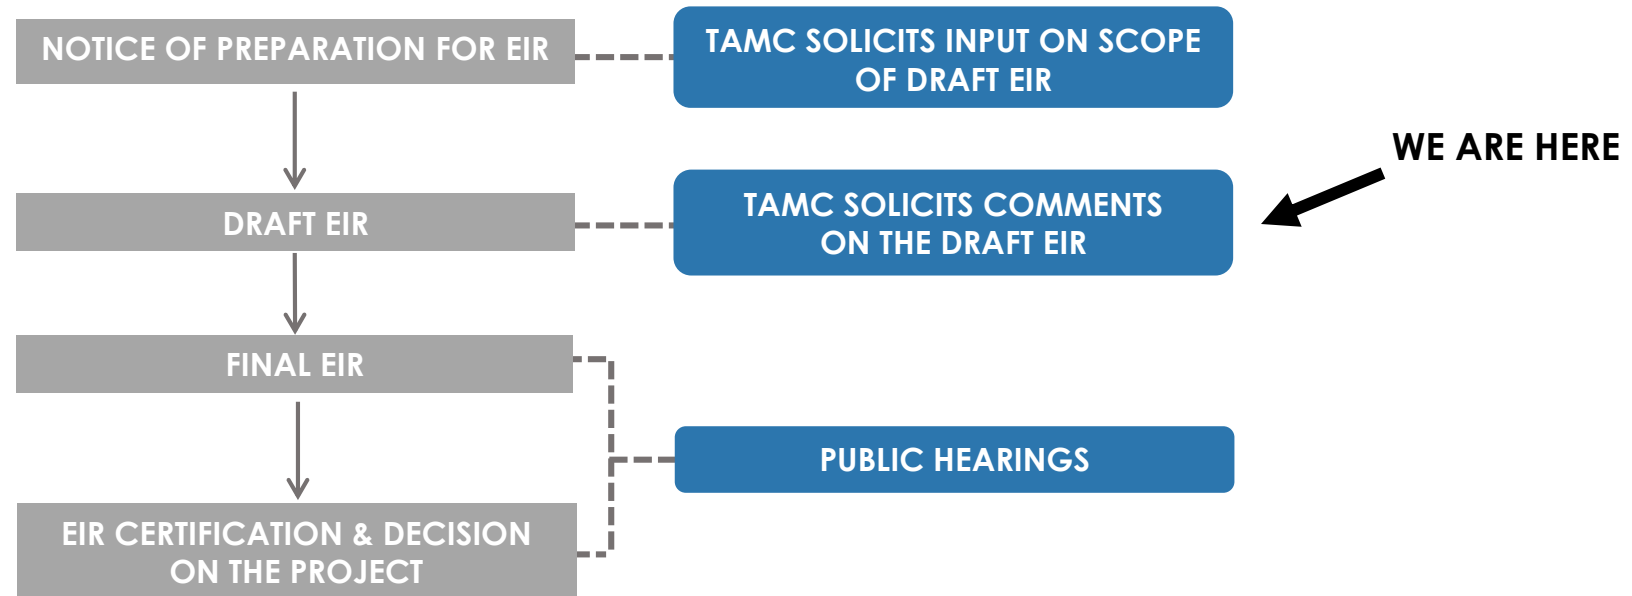 NOTICE OF PREPARATION FOR EIR
TAMC SOLICITS INPUT ON SCOPE
OF DRAFT EIR
WE ARE HERE
DRAFT EIR
TAMC SOLICITS COMMENTS
ON THE DRAFT EIR
FINAL EIR
PUBLIC HEARINGS
EIR CERTIFICATION & DECISION
ON THE PROJECT